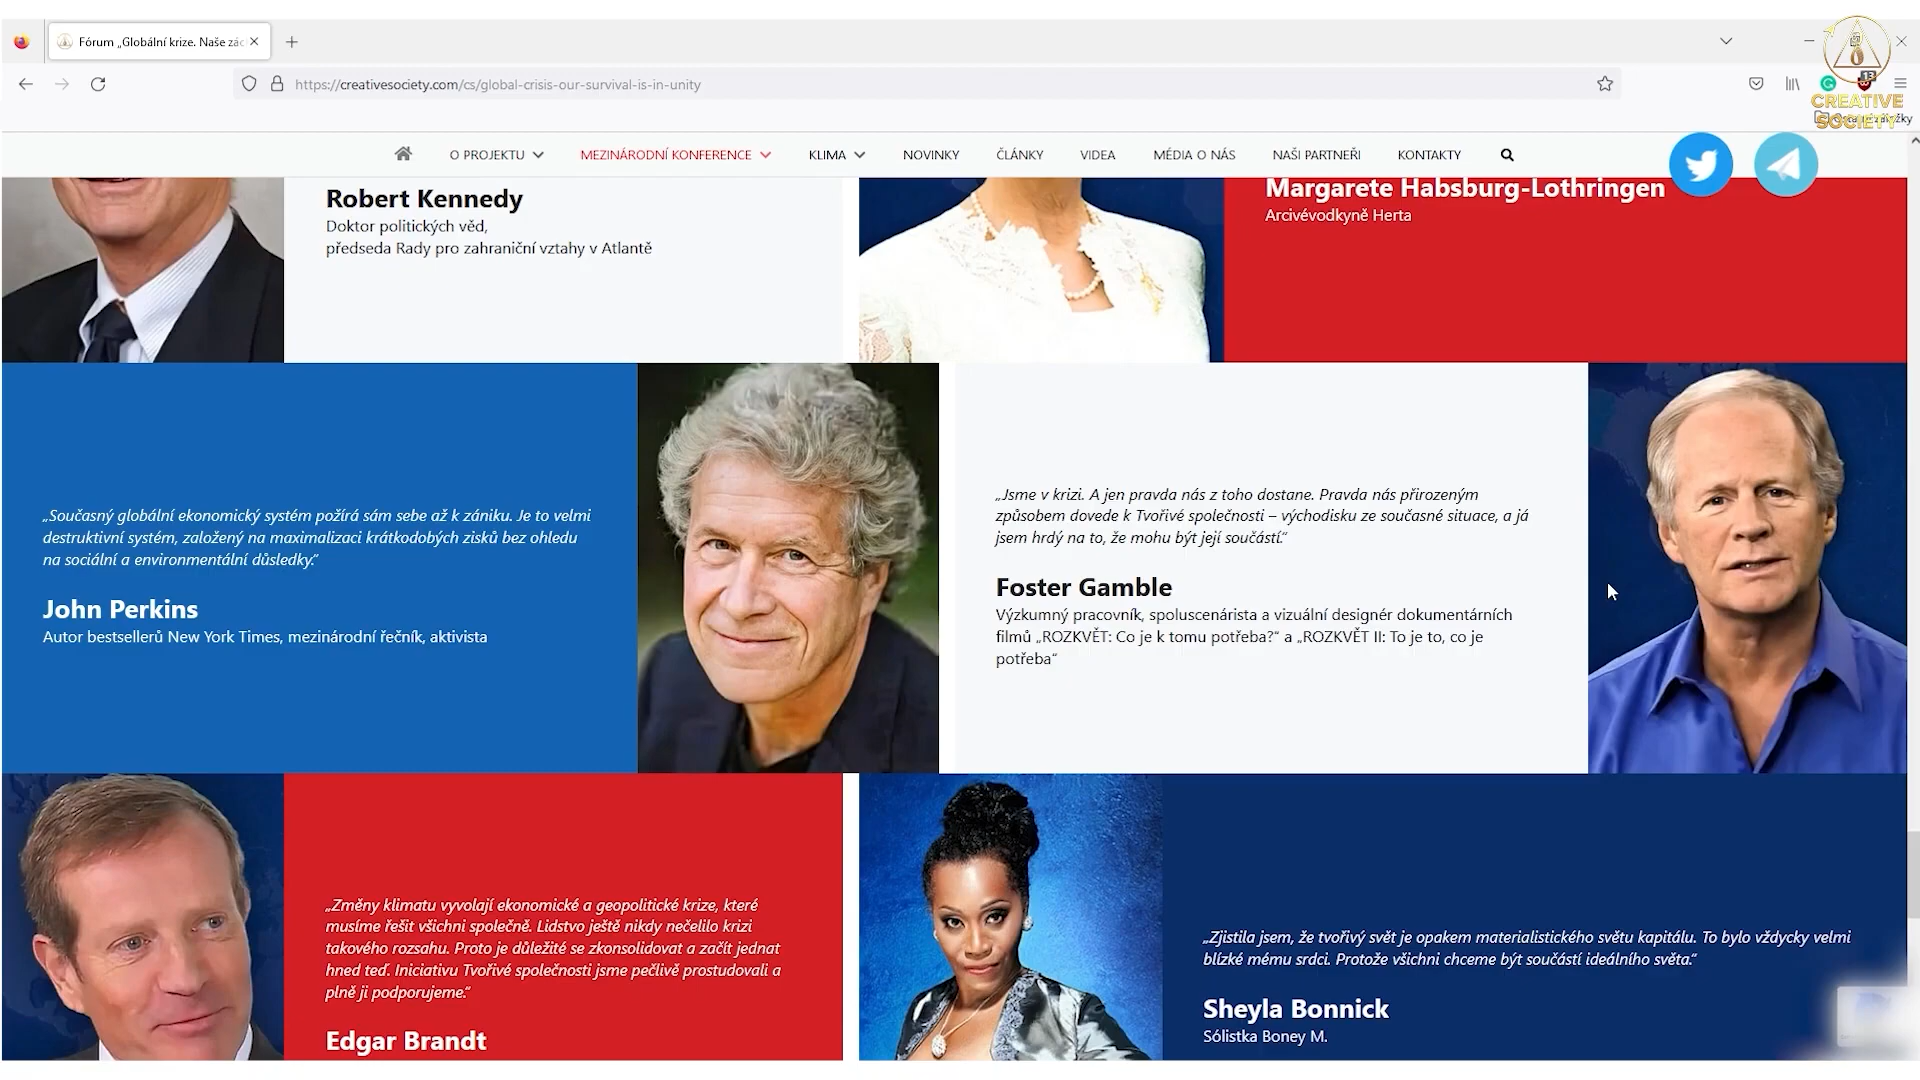 Fórum „Globální krize. Naše zác
https://creativesociety.com/cs/global-crisis-our-survival-is-in-unity
13
CREATIVE
SOCIETY
O PROJEKTU
MEZINÁRODNÍ KONFERENCE
KLIMA
NOVINKY
ČLÁNKY
VIDEA
MÉDIA O NÁS
NAŠI PARTNEŘI
KONTAKTY
Robert Kennedy
Doktor politických věd,
předseda Rady pro zahraniční vztahy v Atlantě
Margarete Habsburg-Lothringen
Arcivévodkyně Herta
„Současný globální ekonomický systém požírá sám sebe až k zániku. Je to velmi
destruktivní systém, založený na maximalizaci krátkodobých zisků bez ohledu
na sociální a environmentální důsledky.“
John Perkins
Autor bestsellerů New York Times, mezinárodní řečník, aktivista
„Jsme v krizi. A jen pravda nás z toho dostane. Pravda nás přirozeným
způsobem dovede k Tvořivé společnosti – východisku ze současné situace, a já
jsem hrdý na to, že mohu být její součástí.“
Foster Gamble
Výzkumný pracovník, spoluscenárista a vizuální designér dokumentárních
filmů „ROZKVĚT: Co je k tomu potřeba?“ a „ROZKVĚT II: To je to, co je
potřeba“
„Změny klimatu vyvolají ekonomické a geopolitické krize, které
musíme řešit všichni společně. Lidstvo ještě nikdy nečelilo krizi
takového rozsahu. Proto je důležité se zkonsolidovat a začít jednat
hned teď. Iniciativu Tvořivé společnosti jsme pečlivě prostudovali a
plně ji podporujeme.“
Edgar Brandt
„Zjistila jsem, že tvořivý svět je opakem materialistického světu kapitálu. To bylo vždycky velmi
blízké mému srdci. Protože všichni chceme být součástí ideálního světa.“
Sheyla Bonnick
Sólistka Boney M.